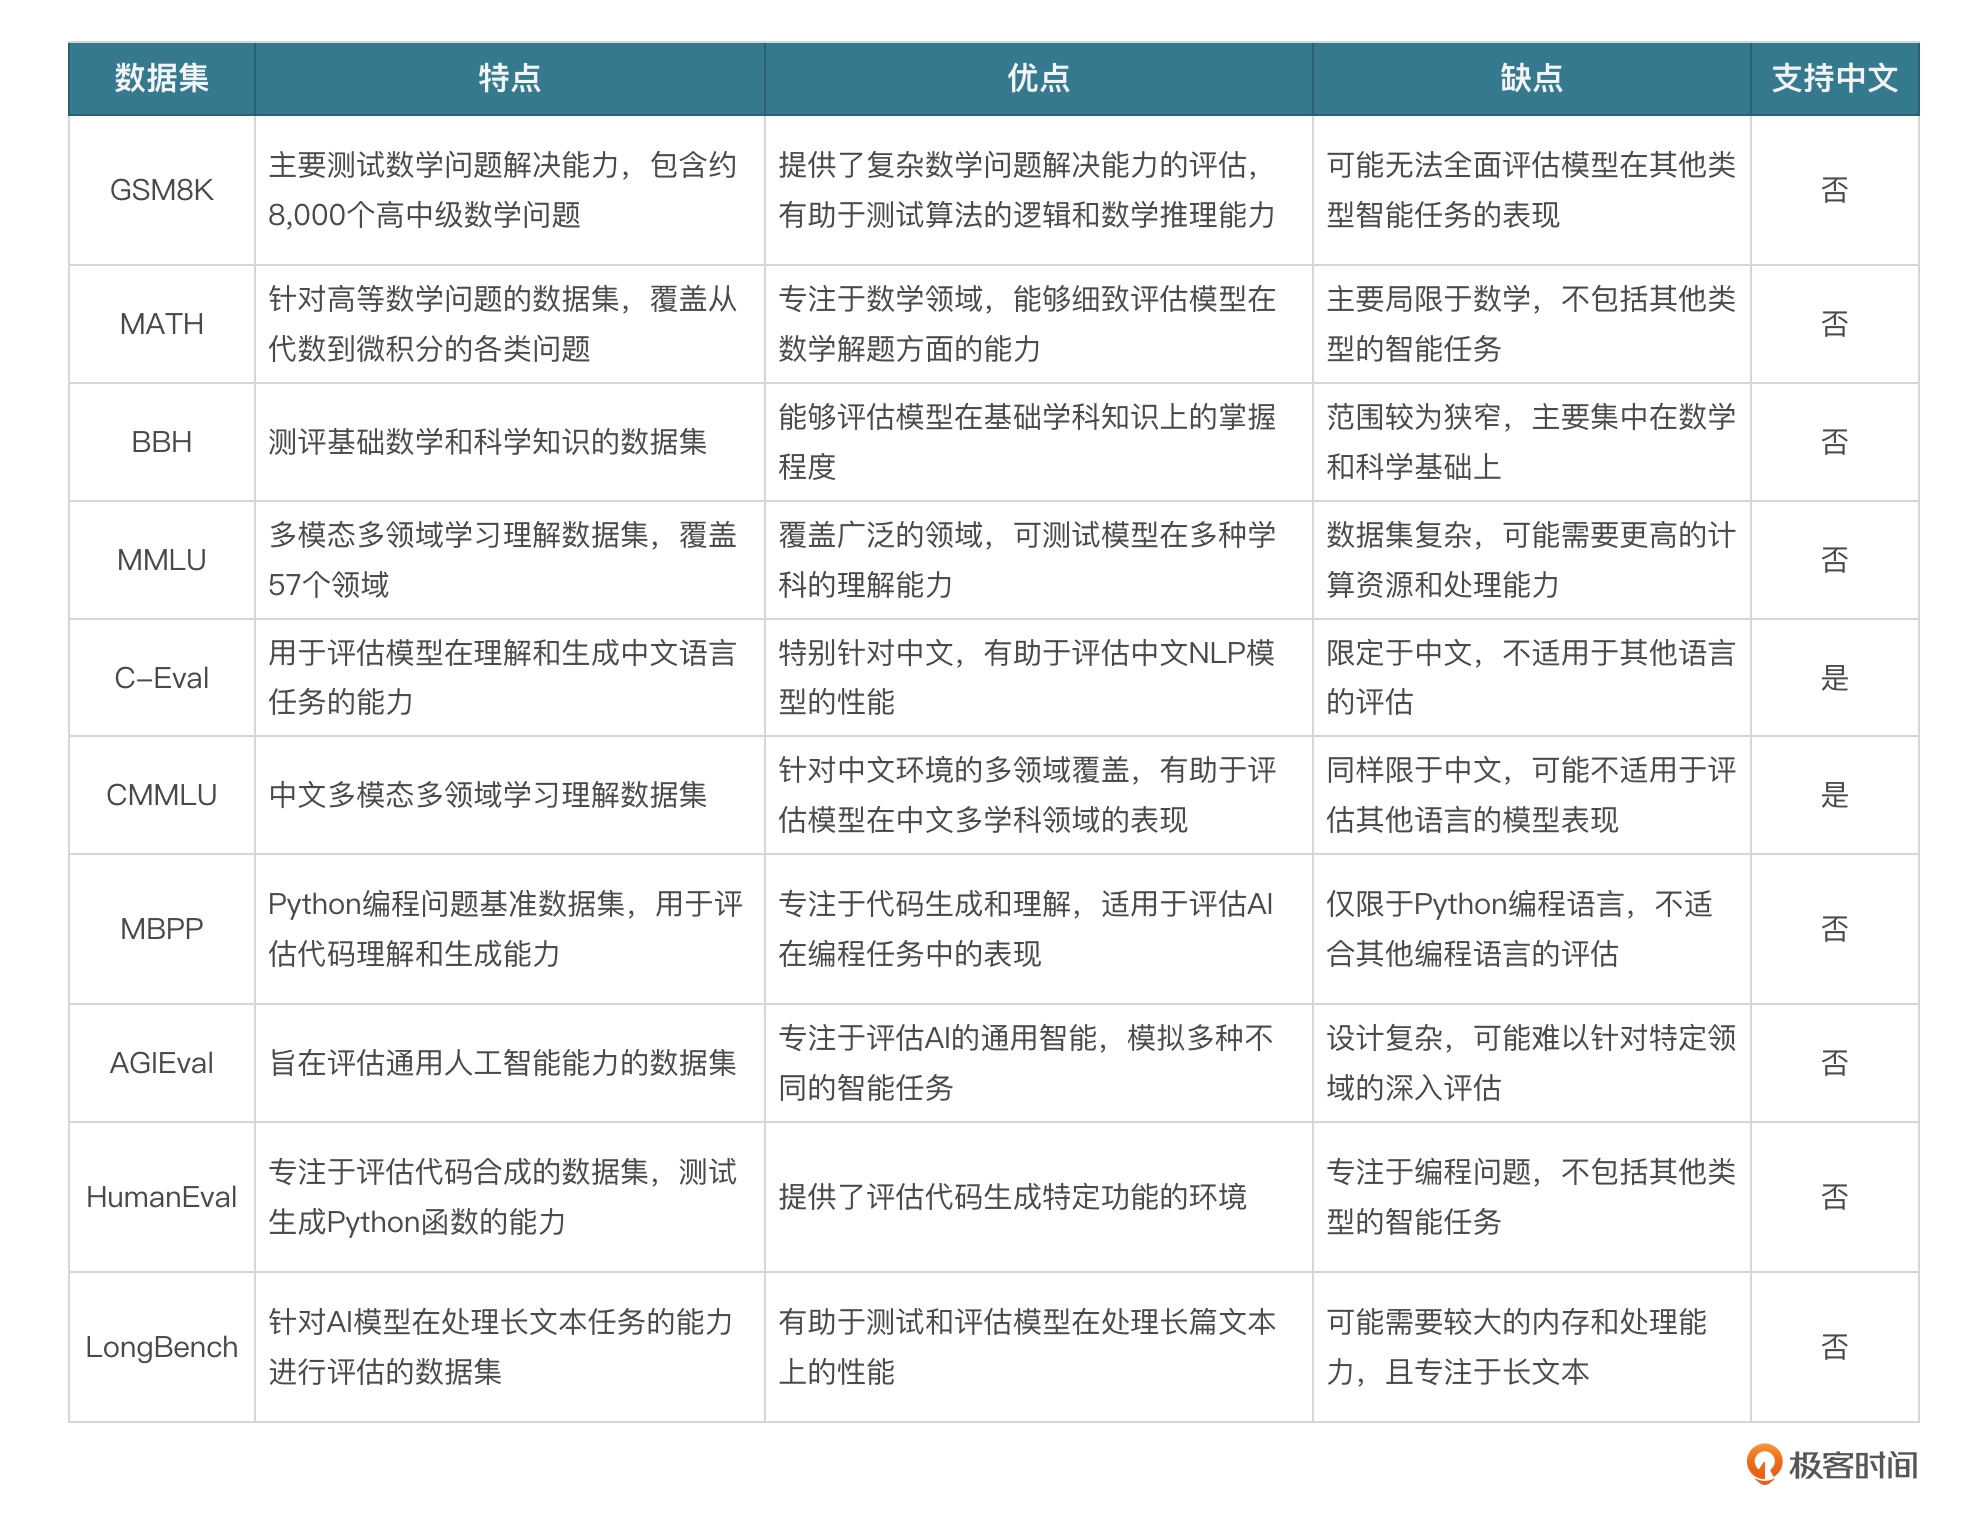 数据集 特点 优点 缺点 支持中文
GSM8K
主要测试数学问题解决能力，包含约
8,000个高中级数学问题
提供了复杂数学问题解决能力的评估，
有助于测试算法的逻辑和数学推理能力
可能无法全面评估模型在其他类
型智能任务的表现
否
MATH
针对高等数学问题的数据集，覆盖从
代数到微积分的各类问题
专注于数学领域，能够细致评估模型在
数学解题方面的能力
主要局限于数学，不包括其他类
型的智能任务
否
BBH
测评基础数学和科学知识的数据集
能够评估模型在基础学科知识上的掌握
程度
范围较为狭窄，主要集中在数学
和科学基础上
否
MMLU
多模态多领域学习理解数据集，覆盖
57个领域
覆盖广泛的领域，可测试模型在多种学
科的理解能力
数据集复杂，可能需要更高的计
算资源和处理能力
否
C-Eval
用于评估模型在理解和生成中文语言
任务的能力
特别针对中文，有助于评估中文NLP模
型的性能
限定于中文，不适用于其他语言
的评估
是
CMMLU
中文多模态多领域学习理解数据集
针对中文环境的多领域覆盖，有助于评
估模型在中文多学科领域的表现
同样限于中文，可能不适用于评
估其他语言的模型表现
是
MBPP
Python编程问题基准数据集，用于评
估代码理解和生成能力
专注于代码生成和理解，适用于评估AI
在编程任务中的表现
仅限于Python编程语言，不适
合其他编程语言的评估
否
AGIEval
旨在评估通用人工智能能力的数据集
专注于评估AI的通用智能，模拟多种不
同的智能任务
设计复杂，可能难以针对特定领
域的深入评估
否
HumanEval
专注于评估代码合成的数据集，测试
生成Python函数的能力
提供了评估代码生成特定功能的环境
专注于编程问题，不包括其他类
型的智能任务
否
LongBench
针对AI模型在处理长文本任务的能力
进行评估的数据集
有助于测试和评估模型在处理长篇文本
上的性能
可能需要较大的内存和处理能
力，且专注于长文本
否
极客时间